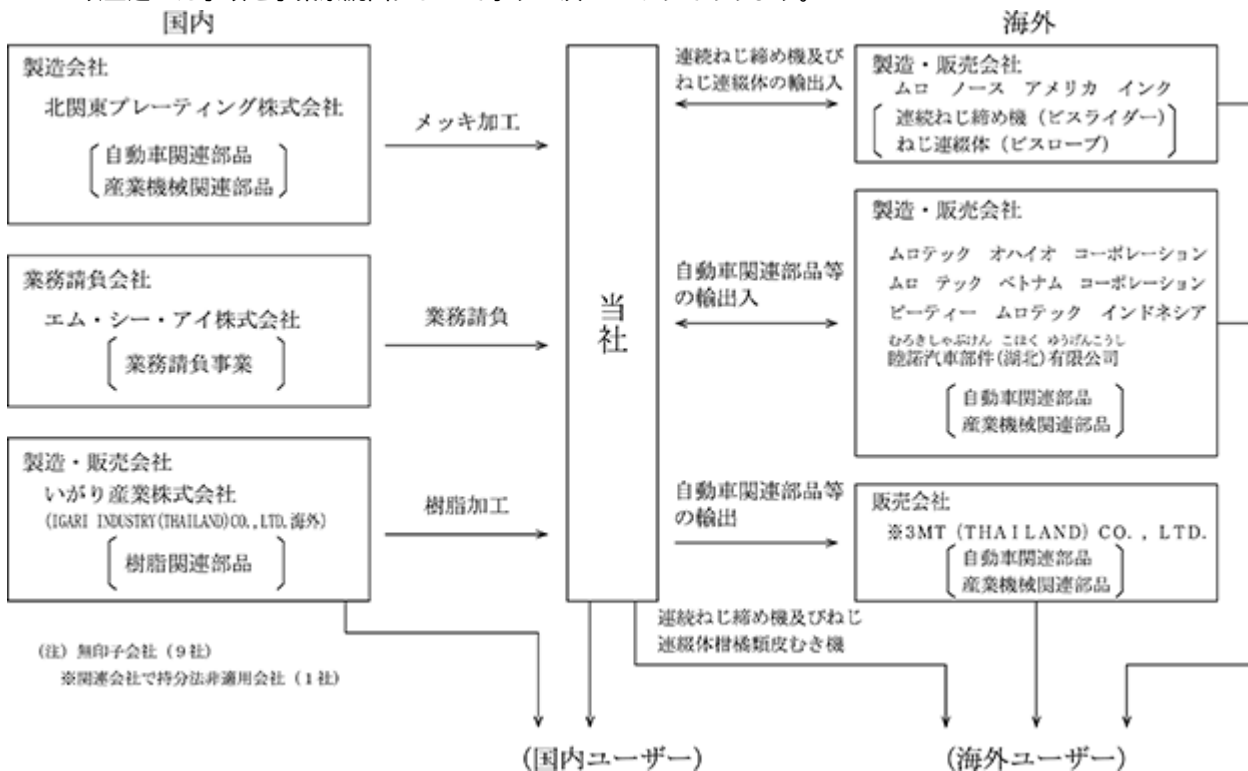 国内
製造会社
北関東プレーティング株式会社
自動車関連部品
産業機械関連部品
メッキ加工
業務請負会社
エム・シー・アイ株式会社
業務請負事業
業務請負
製造・販売会社
いがり産業株式会社
(IGARI INDUSTRY(THAILAND)CO.,LTD.海外)
樹脂関連部品
樹脂加工
当社
海外
連続ねじ締め機及び
ねじ連綴体の輸出入
製造・販売会社
ムロ ノース アメリカ インク
連続ねじ締め機(ビスライダー)
ねじ連綴体(ビスロープ)
自動車関連部品等
の輸出入
製造・販売会社
ムロテック オハイオ コーポレーション
ムロ テック ベトナム コーポレーション
ピーティー ムロテック インドネシア
むろきしゃぶけん こほく ゆうげんこうし
睦諾汽車部件(湖北)有限公司
自動車関連部品
産業機械関連部品
自動車関連部品等
の輸出
販売会社
※3MT(THAILAND)CO.,LTD.
自動車関連部品
産業機械関連部品
連続ねじ締め機及びねじ
連綴体柑橘類皮むき機
(注) 無印子会社(9社)
※関連会社で持分法非適用会社(1社)
(国内ユーザー)
(海外ユーザー)